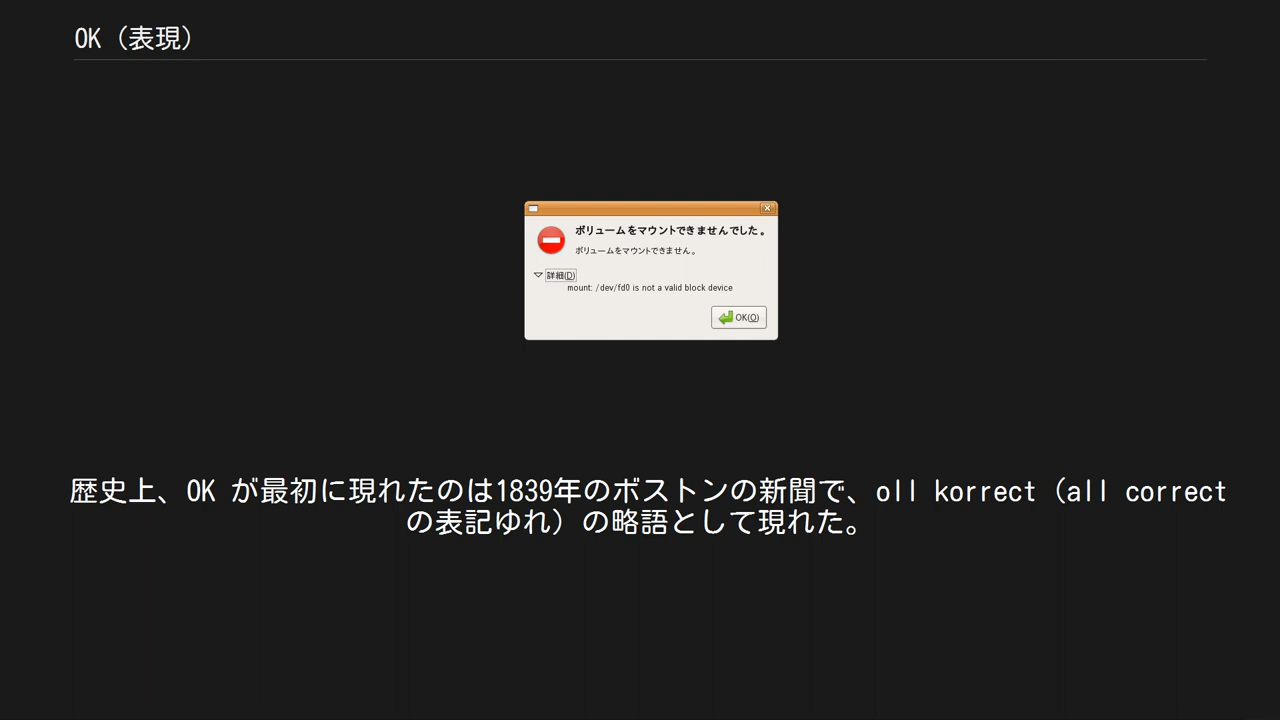 OK（表現）
ボリュームをマウントできませんでした。
ボリュームをマウントできません。
詳細(D)
mount: /dev/fd0 is not a valid block device
OK(O)
歴史上、OK が最初に現れたのは1839年のボストンの新聞で、oll korrect（all correct
の表記ゆれ）の略語として現れた。